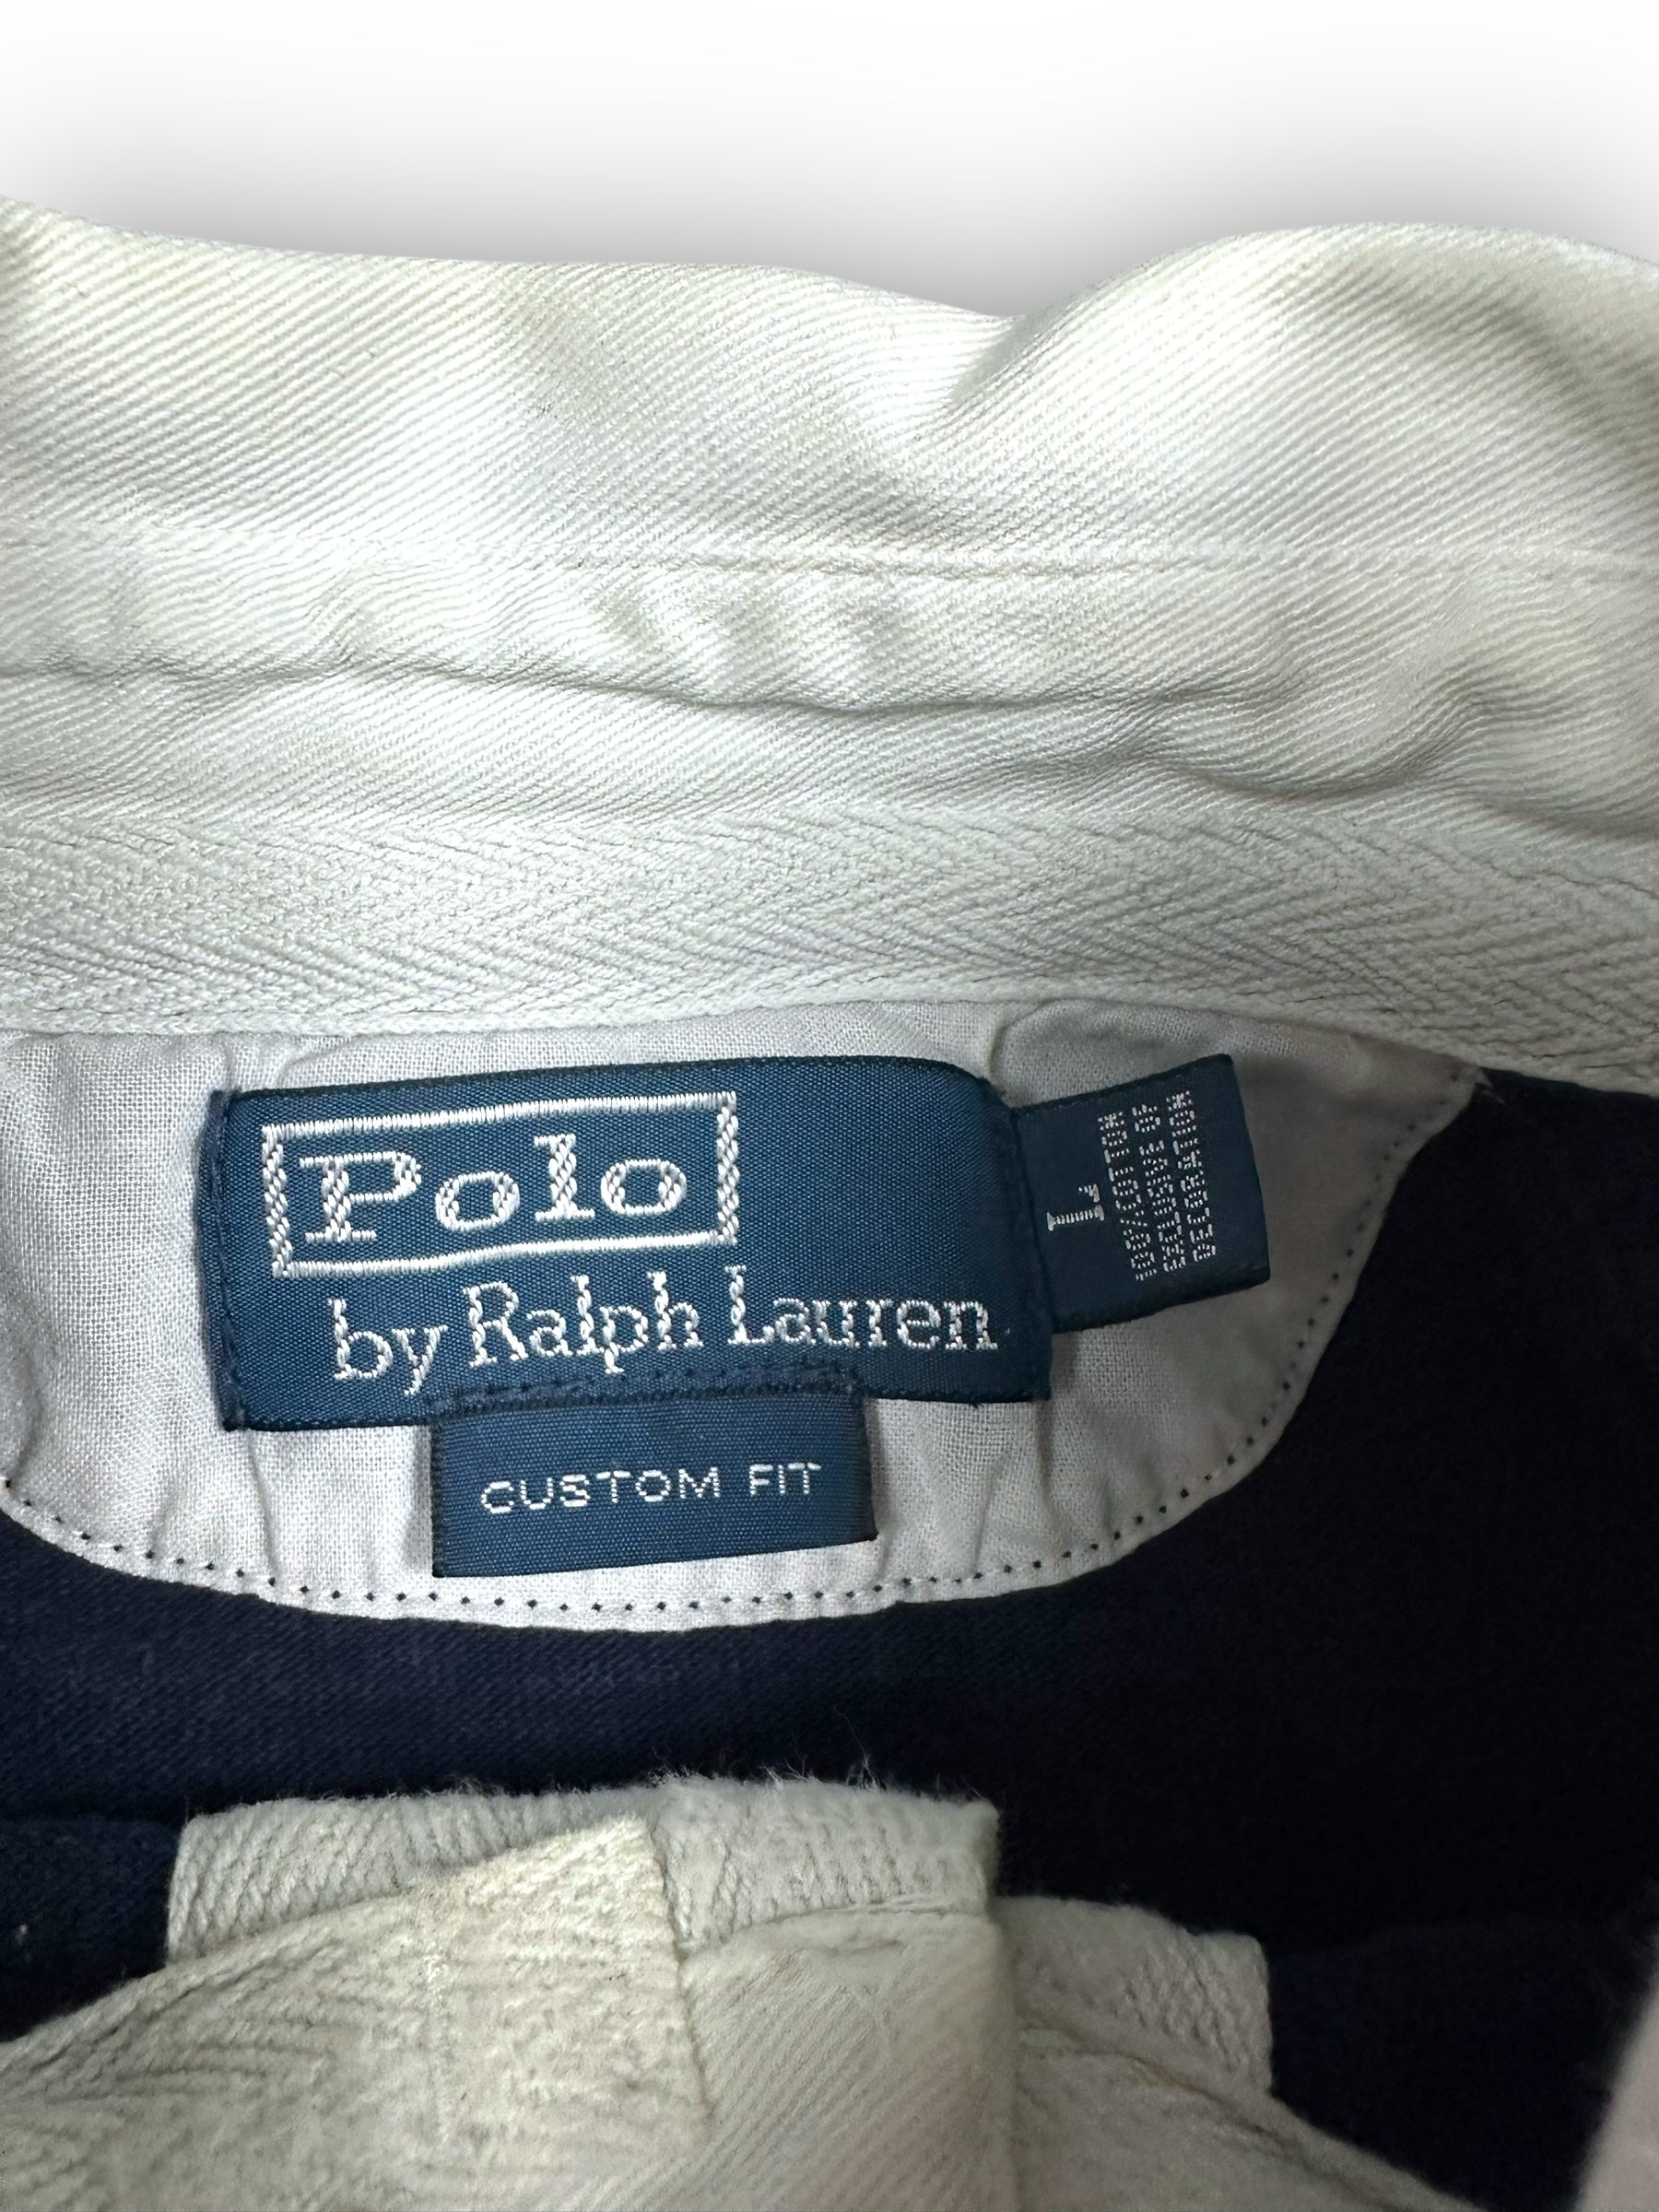 Polo
by Ralph Lauren
CUSTOM FIT
L
100% COTTON
EXCLUSIVE OF
DECORATION